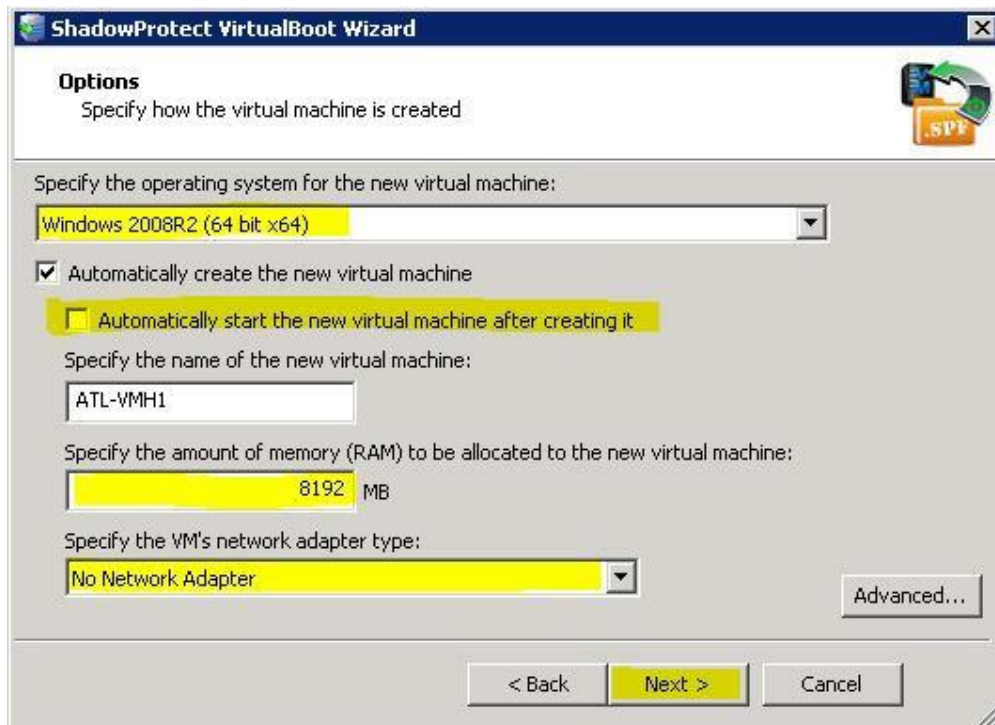 ShadowProtect VirtualBoot Wizard
Options
Specify how the virtual machine is created
.SPF
Specify the operating system for the new virtual machine:
Windows 2008R2 (64 bit x64)
Automatically create the new virtual machine
Automatically start the new virtual machine after creating it
Specify the name of the new virtual machine:
ATL-VMH1
Specify the amount of memory (RAM) to be allocated to the new virtual machine:
8192 MB
Specify the VM's network adapter type:
No Network Adapter
Advanced...
< Back Next > Cancel